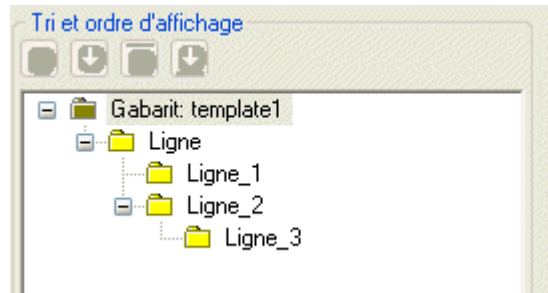 Tri et ordre d'affichage
Gabarit: template1
Ligne
Ligne_1
Ligne_2
Ligne_3